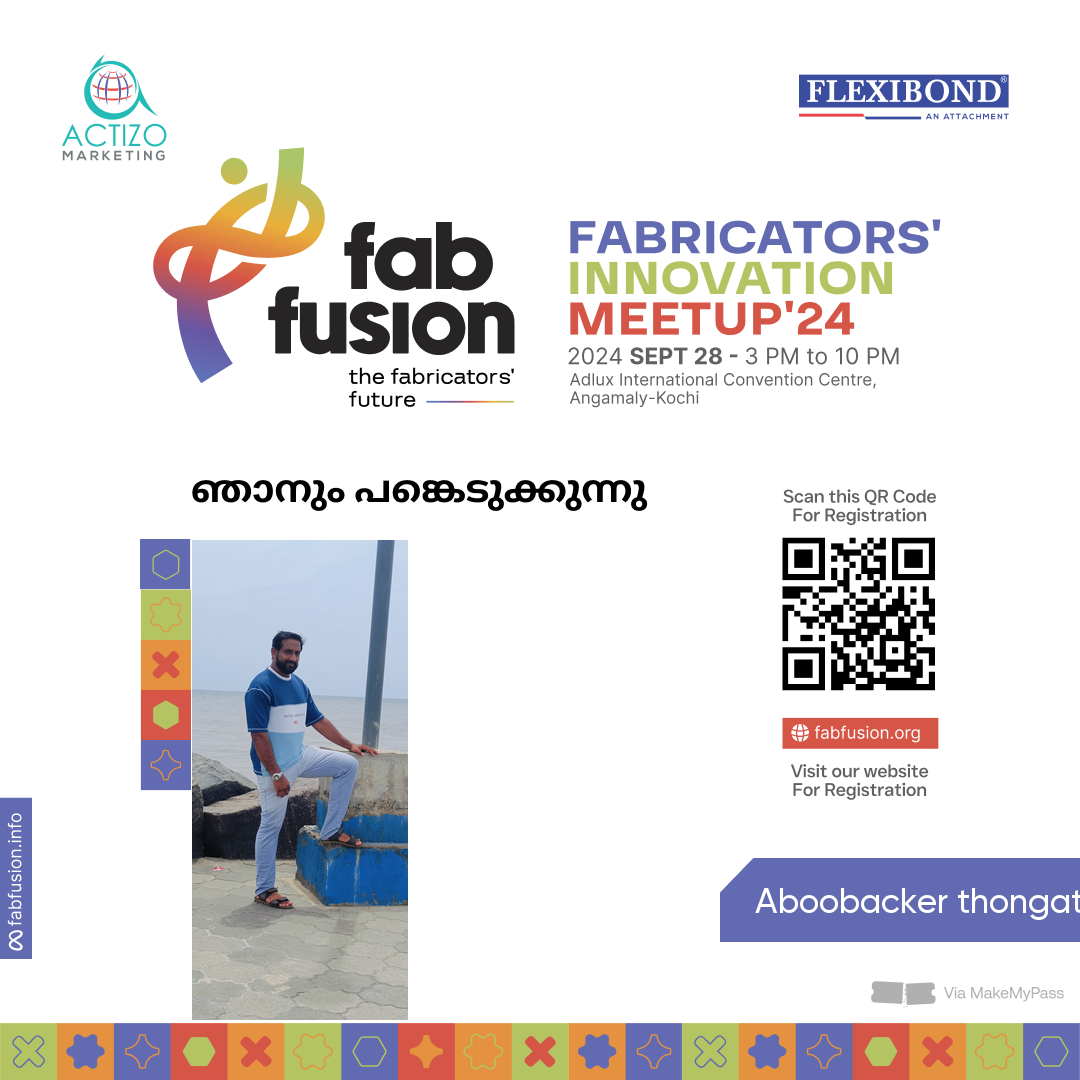 ACTIZO
MARKETING
FLEXIBOND®
AN ATTACHMENT
fab
fusion
the fabricators'
future
FABRICATORS'
INNOVATION
MEETUP'24
2024 SEPT 28 - 3 PM to 10 PM
Adlux International Convention Centre,
Angamaly-Kochi
ഞാനും പങ്കെടുക്കുന്നു
Scan this QR Code
For Registration
fabfusion.org
Visit our website
For Registration
fabfusion.info
Aboobacker thongat
Via MakeMyPass